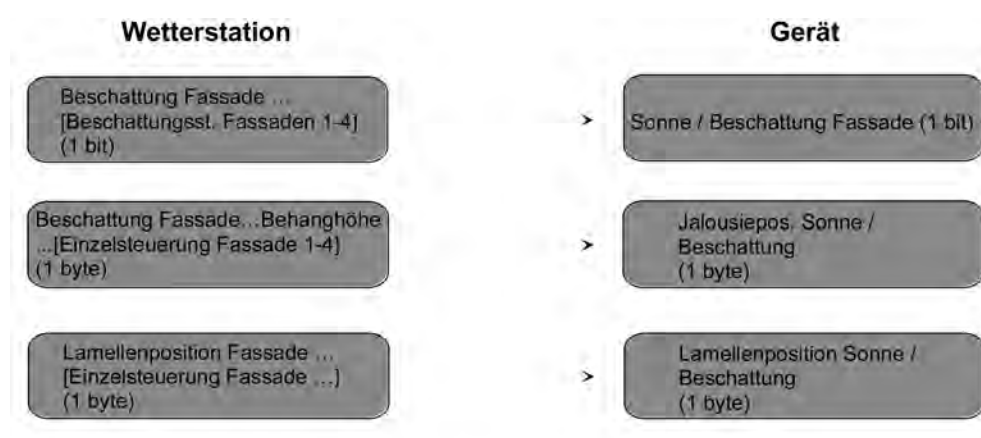 Wetterstation
Gerät
Beschattung Fassade ...
[Beschattungsst. Fassaden 1-4]
(1 bit)
Sonne / Beschattung Fassade (1 bit)
Beschattung Fassade...Behanghöhe
...[Einzelsteuerung Fassade 1-4]
(1 byte)
Jalousiepos. Sonne /
Beschattung
(1 byte)
Lamellenposition Fassade ...
[Einzelsteuerung Fassade ...]
(1 byte)
Lamellenposition Sonne /
Beschattung
(1 byte)